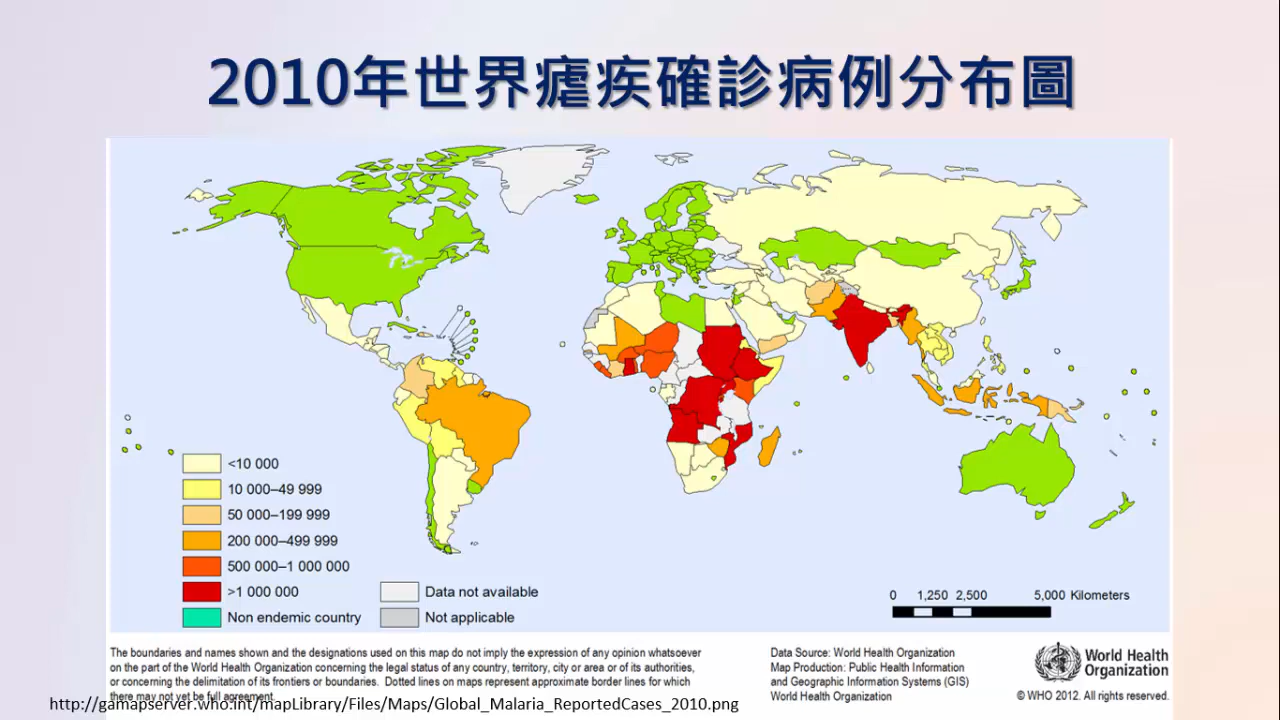 2010年世界瘧疾確診病例分布圖
<10 000
10 000–49 999
50 000–199 999
200 000–499 999
500 000–1 000 000
>1 000 000
Non endemic country
Data not available
Not applicable
0 1,250 2,500 5,000 Kilometers
The boundaries and names shown and the designations used on this map do not imply the expression of any opinion whatsoever
on the part of the World Health Organization concerning the legal status of any country, territory, city or area or of its authorities,
or concerning the delimitation of its frontiers or boundaries. Dotted lines on maps represent approximate border lines for which
there may not yet be full agreement.
Data Source: World Health Organization
Map Production: Public Health Information
and Geographic Information Systems (GIS)
World Health Organization
World Health
Organization
© WHO 2012. All rights reserved.
http://gamapserver.who.int/mapLibrary/Files/Maps/Global_Malaria_ReportedCases_2010.png